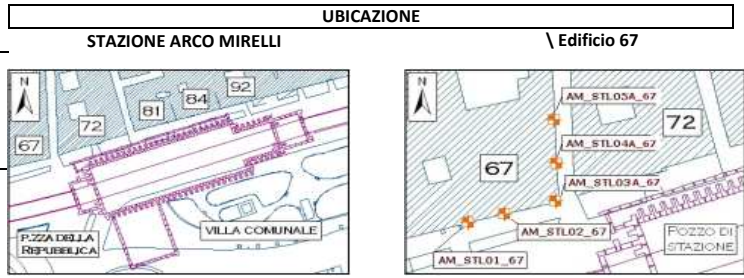 UBICAZIONE
STAZIONE ARCO MIRELLI
\ Edificio 67
N
92
84
81
72
67
P.ZZA DELLA
REPUBBLICA
VILLA COMUNALE
N
AM_STL05A_67
72
AM_STL04A_67
67
AM_STL03A_67
AM_STL02_67
POZZO DI
STAZIONE
AM_STL01_67